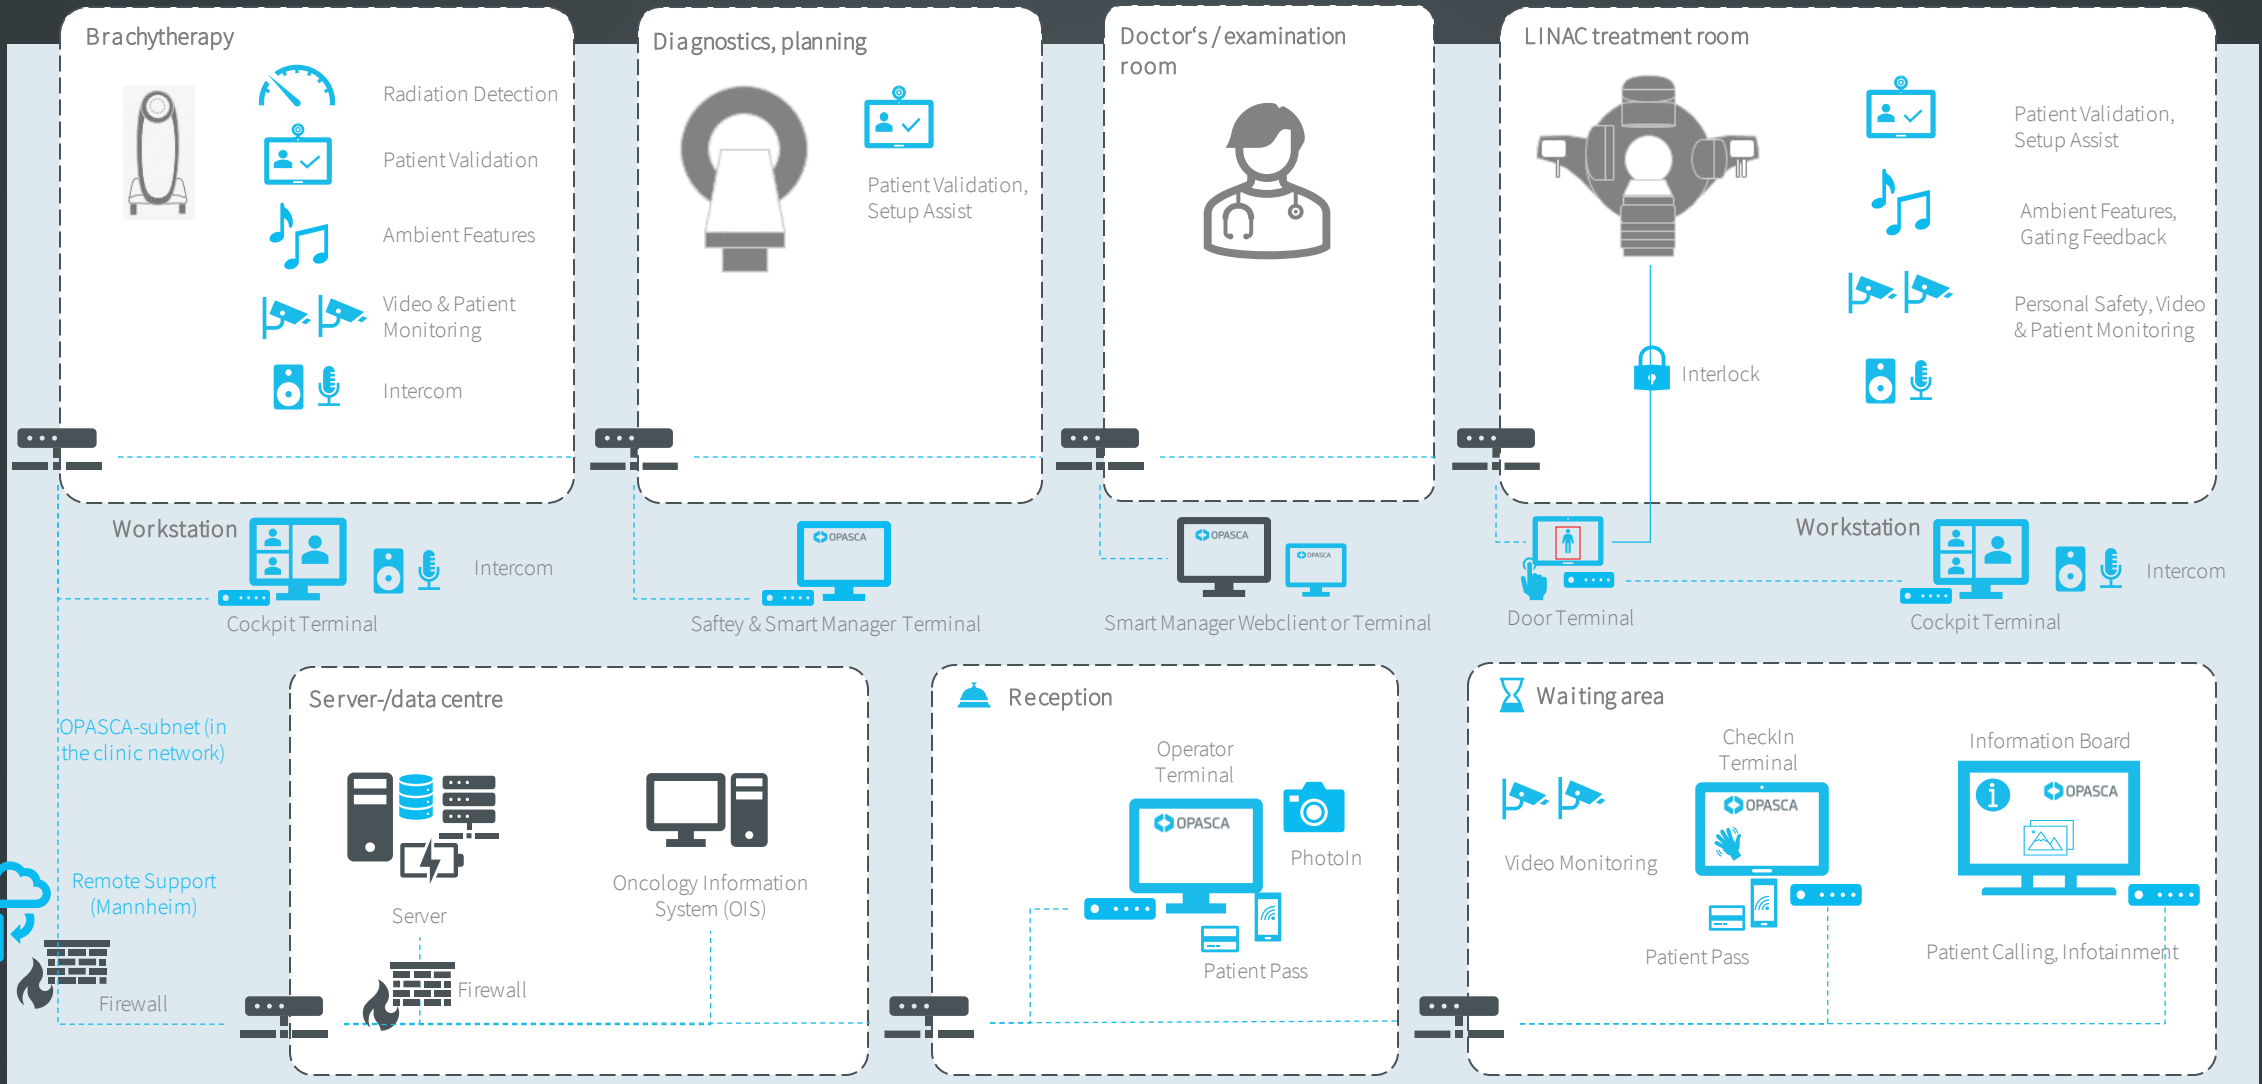 Brachytherapy
Radiation Detection
Patient Validation
Ambient Features
Video & Patient
Monitoring
Intercom
Diagnostics, planning
Patient Validation,
Setup Assist
Doctor‘s / examination
room
LINAC treatment room
Patient Validation,
Setup Assist
Ambient Features,
Gating Feedback
Personal Safety, Video
& Patient Monitoring
Interlock
Workstation
Intercom
Cockpit Terminal
OPASCA
Saftey & Smart Manager Terminal
OPASCA
OPASCA
Smart Manager Webclient or Terminal
Door Terminal
Workstation
Intercom
Cockpit Terminal
OPASCA-subnet (in
the clinic network)
Remote Support
(Mannheim)
Firewall
Server-/data centre
Server
Oncology Information
System (OIS)
Firewall
Reception
Operator
Terminal
OPASCA
PhotoIn
Patient Pass
Waiting area
Video Monitoring
CheckIn
Terminal
OPASCA
Patient Pass
Information Board
i
OPASCA
Patient Calling, Infotainment